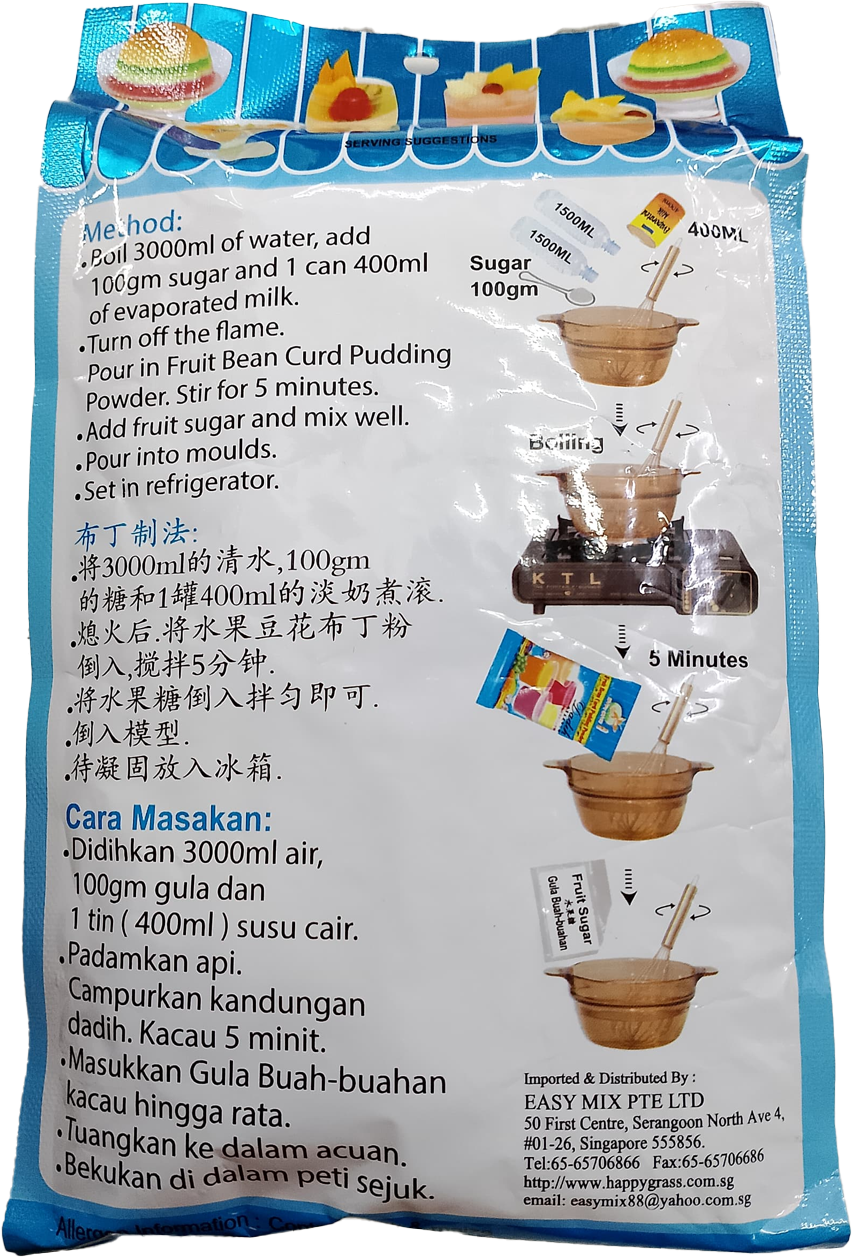 SERVING SUGGESTIONS
Method:
.Boil 3000ml of water, add
100gm sugar and 1 can 400ml
of evaporated milk.
.Turn off the flame.
Pour in Fruit Bean Curd Pudding
Powder. Stir for 5 minutes.
.Add fruit sugar and mix well.
.Pour into moulds.
.Set in refrigerator.
布丁制法:
.将3000ml的清水,100gm
的糖和1罐400ml的淡奶煮滚.
.熄火后.将水果豆花布丁粉
倒入,搅拌5分钟.
.将水果糖倒入拌匀即可.
.倒入模型.
.待凝固放入冰箱.
Cara Masakan:
.Didihkan 3000ml air,
100gm gula dan
1 tin ( 400ml ) susu cair.
.Padamkan api.
Campurkan kandungan
dadih. Kacau 5 minit.
.Masukkan Gula Buah-buahan
kacau hingga rata.
.Tuangkan ke dalam acuan.
.Bekukan di dalam peti sejuk.
1500ML
1500ML
400ML
Sugar
100gm
Boiling
K T L
5 Minutes
Fruit Sugar
水果糖
Gula Buah-buahan
Imported & Distributed By :
EASY MIX PTE LTD
50 First Centre, Serangoon North Ave 4,
#01-26, Singapore 555856.
Tel:65-65706866 Fax:65-65706686
http://www.happygrass.com.sg
email: easymix88@yahoo.com.sg
Allergen Information :